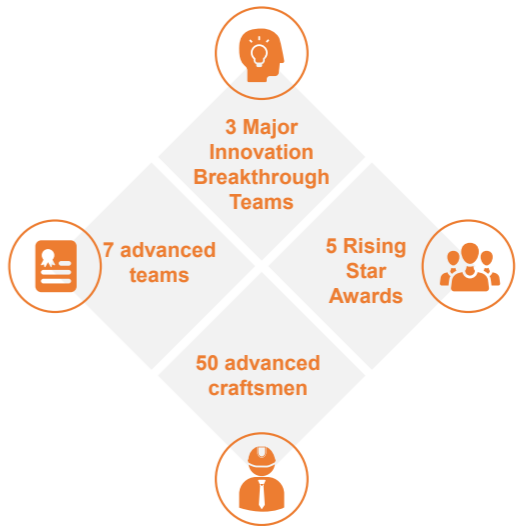 3 Major
Innovation
Breakthrough
Teams
7 advanced
teams
5 Rising
Star
Awards
50 advanced
craftsmen